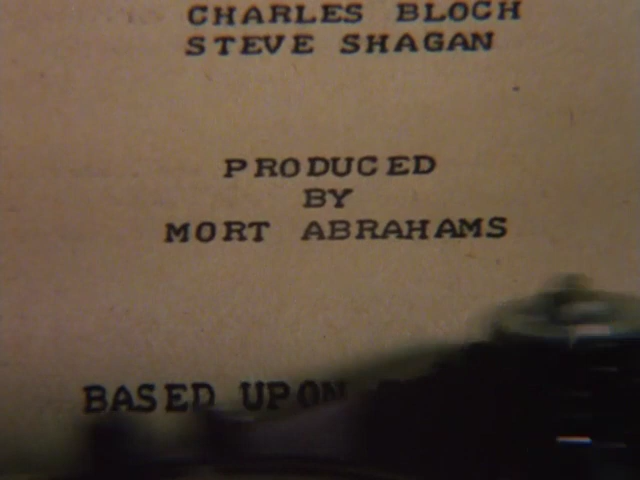 CHARLES BLOCH
STEVE SHAGAN
PRODUCED
BY
MORT ABRAHAMS
BASED UPON